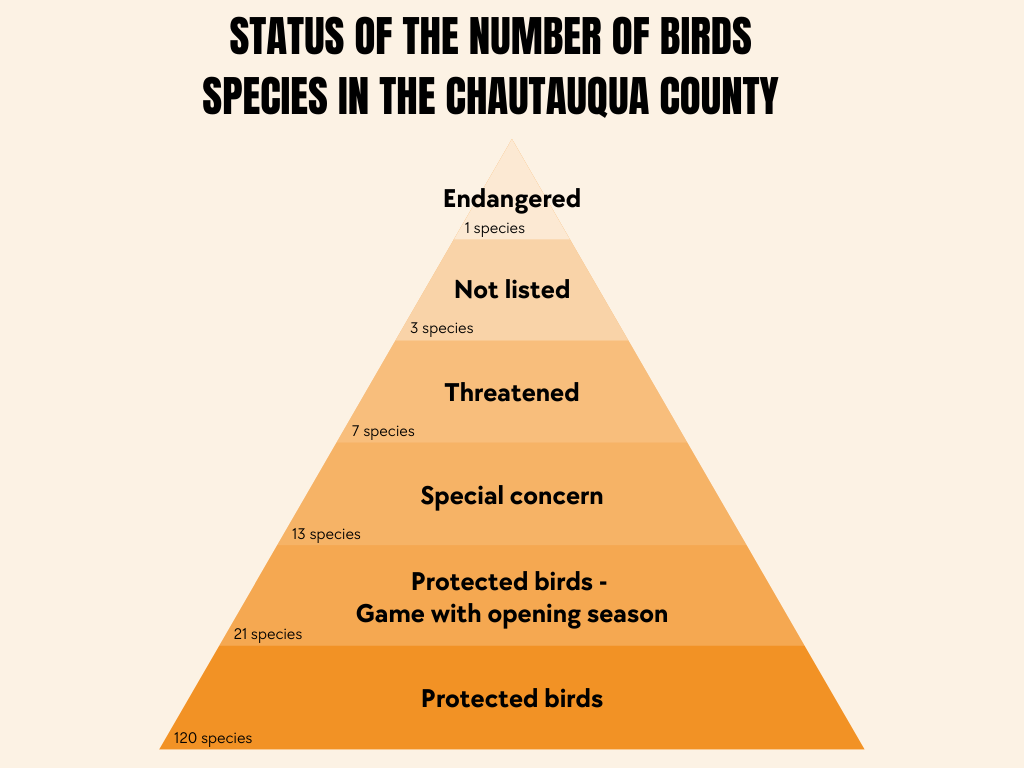 STATUS OF THE NUMBER OF BIRDS
SPECIES IN THE CHAUTAUQUA COUNTY
Endangered
1 species
Not listed
3 species
Threatened
7 species
Special concern
13 species
Protected birds -
Game with opening season
21 species
Protected birds
120 species